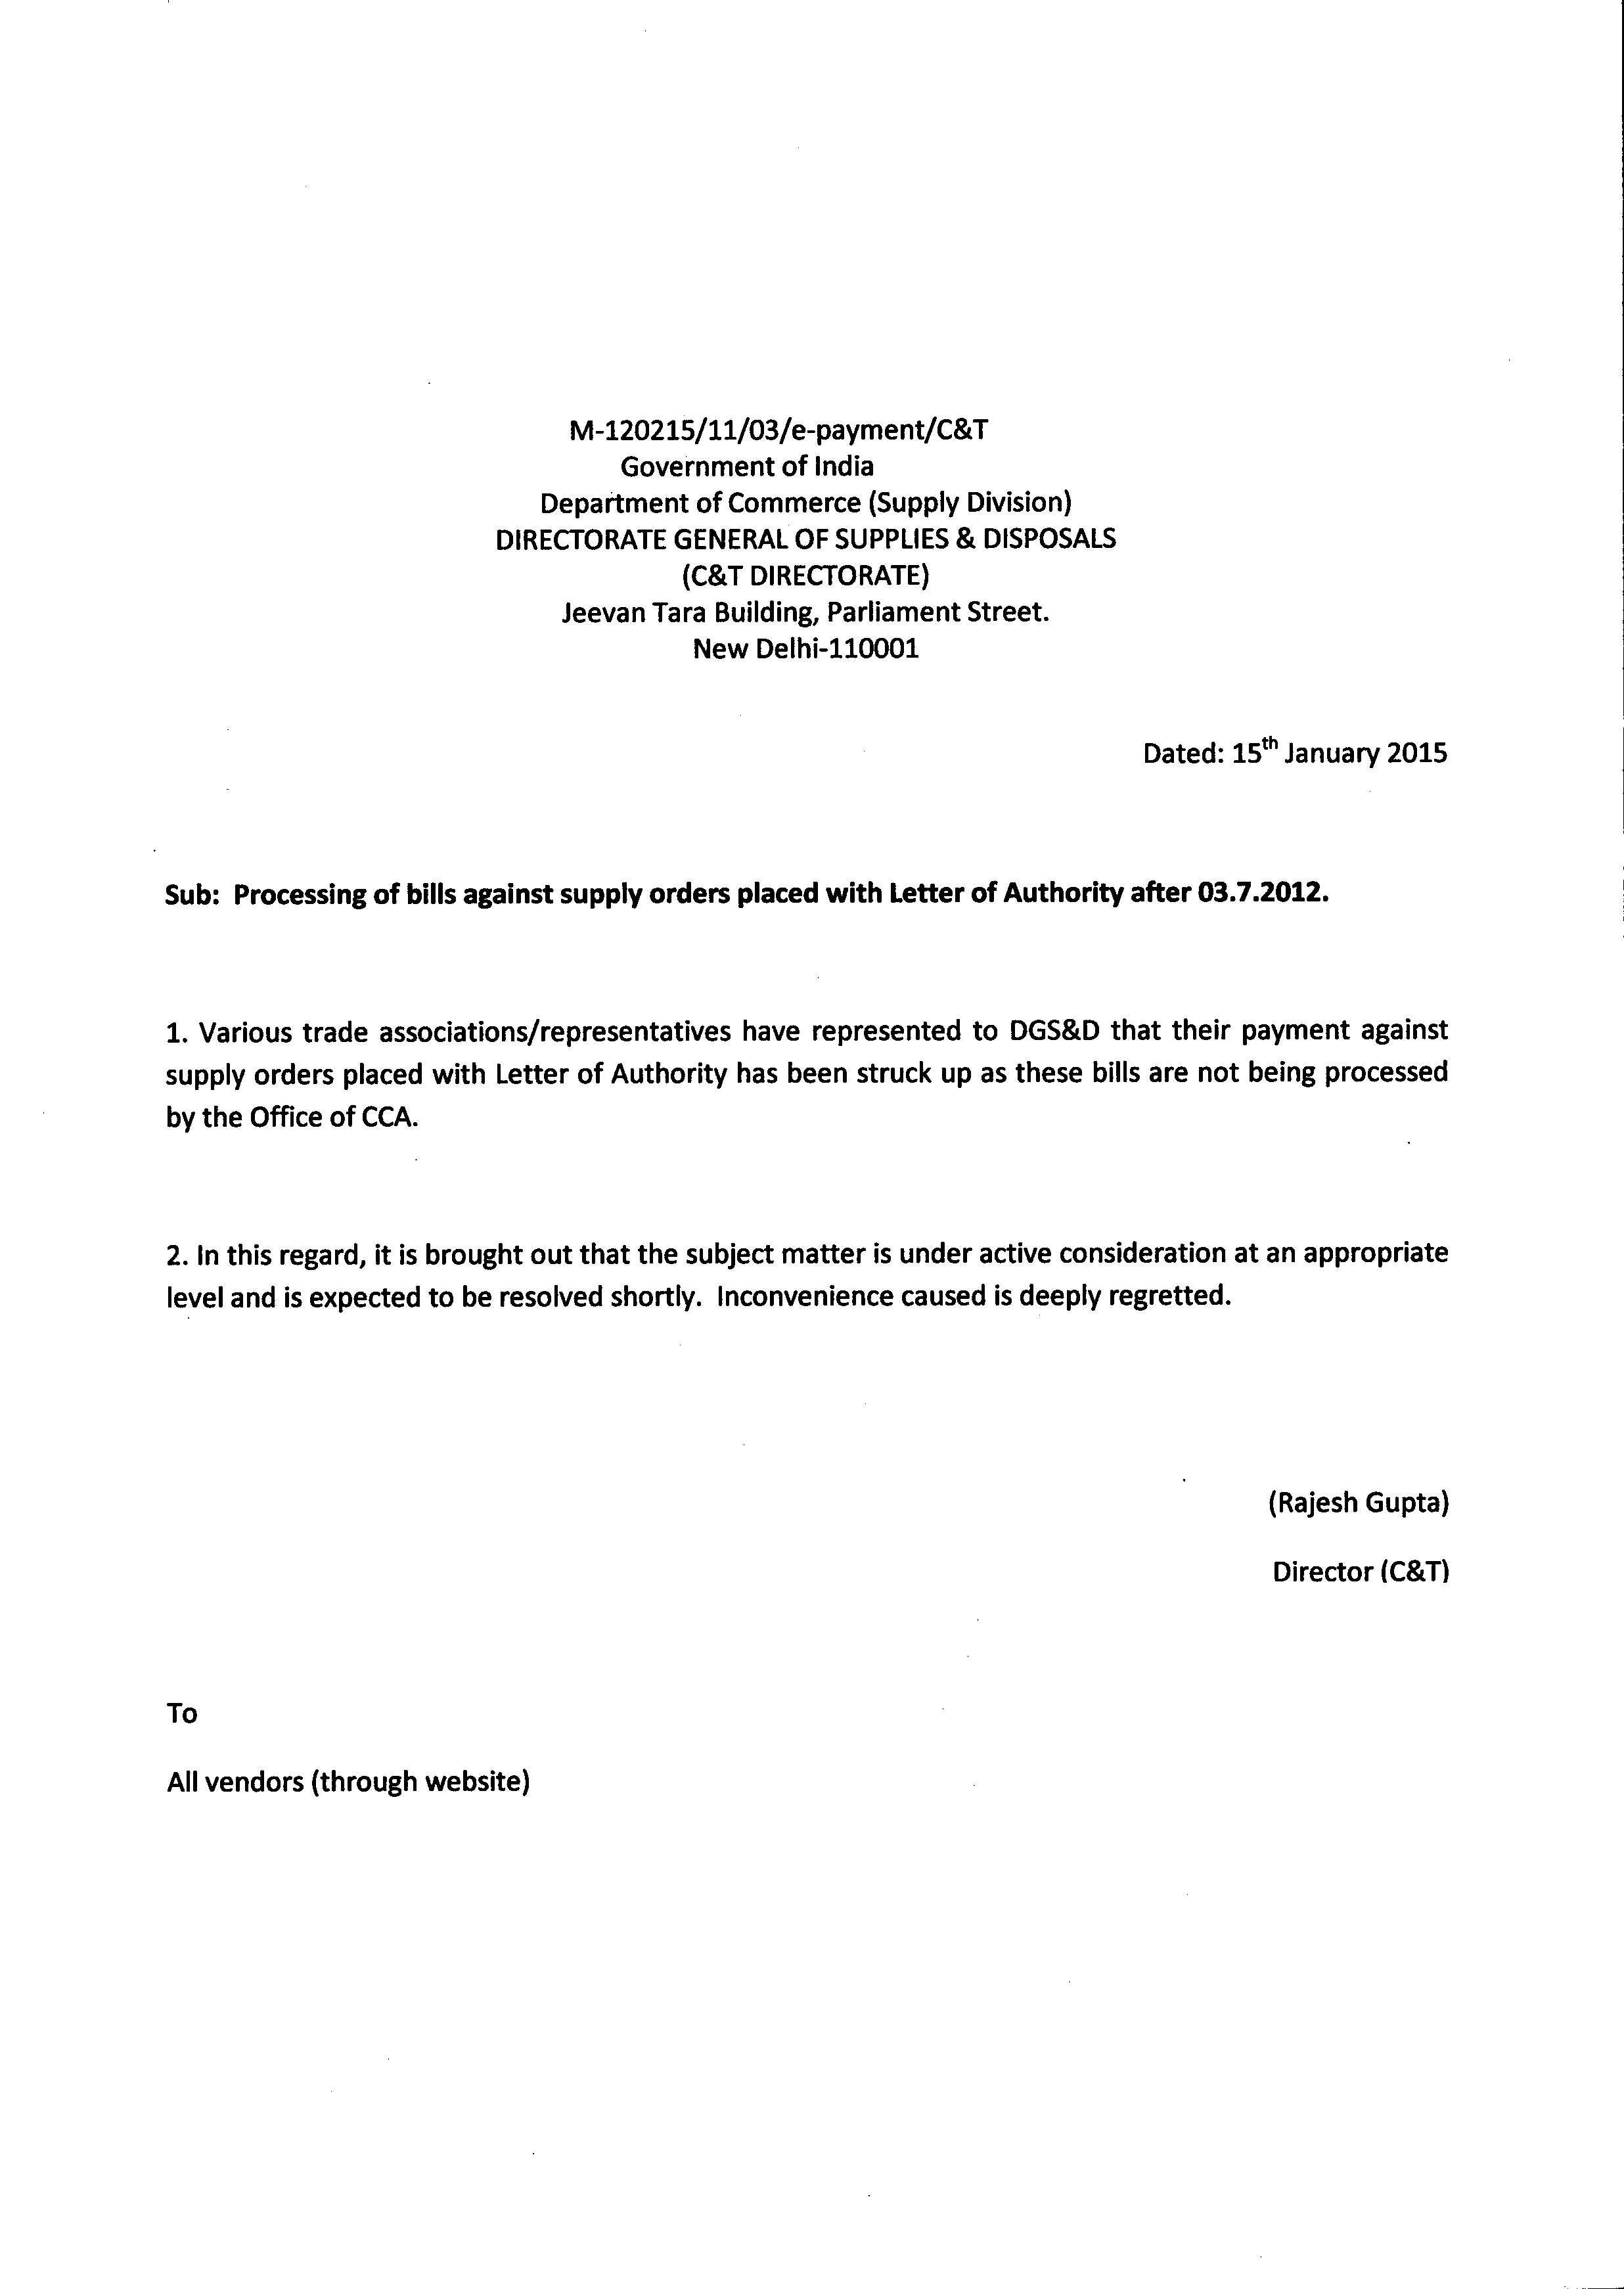 M-120215/11/03/e-payment/C&T
Government of India
Department of Commerce (Supply Division)
DIRECTORATE GENERAL OF SUPPLIES & DISPOSALS
(C&T DIRECTORATE)
Jeevan Tara Building, Parliament Street.
New Delhi-110001
Dated: 15th January 2015
Sub: Processing of bills against supply orders placed with Letter of Authority after 03.7.2012.
1. Various trade associations/representatives have represented to DGS&D that their payment against
supply orders placed with Letter of Authority has been struck up as these bills are not being processed
by the Office of CCA.
2. In this regard, it is brought out that the subject matter is under active consideration at an appropriate
level and is expected to be resolved shortly. Inconvenience caused is deeply regretted.
(Rajesh Gupta)
Director (C&T)
To
All vendors (through website)